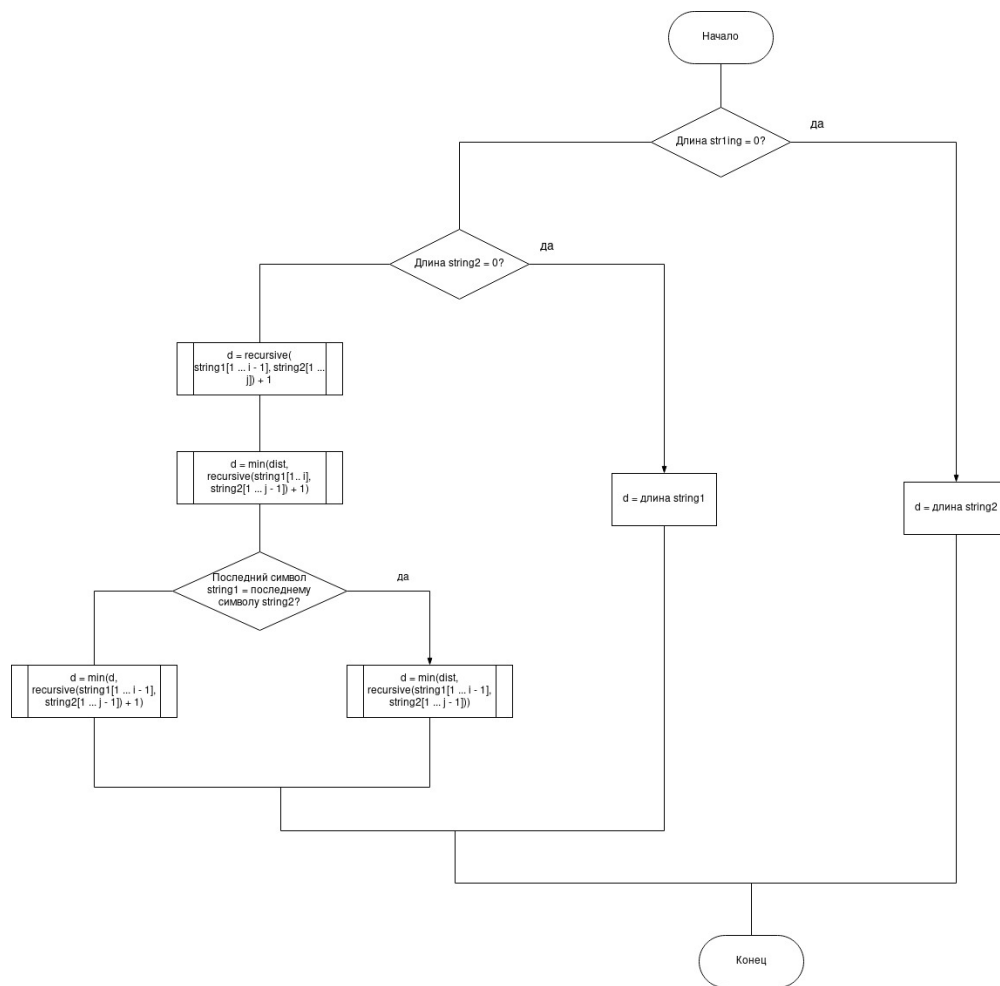 Начало
да
Длина str1ing = 0?
да
Длина string2 = 0?
d = recursive(
string1[1 ... i - 1], string2[1 ...
j]) + 1
d = min(dist,
recursive(string1[1.. i],
string2[1 ... j - 1]) + 1)
d = длина string1
d = длина string2
Последний символ
string1 = последнему
символу string2?
да
d = min(d,
recursive(string1[1 ... i - 1],
string2[1 ... j - 1]) + 1)
d = min(dist,
recursive(string1[1 ... i - 1],
string2[1 ... j - 1]))
Конец